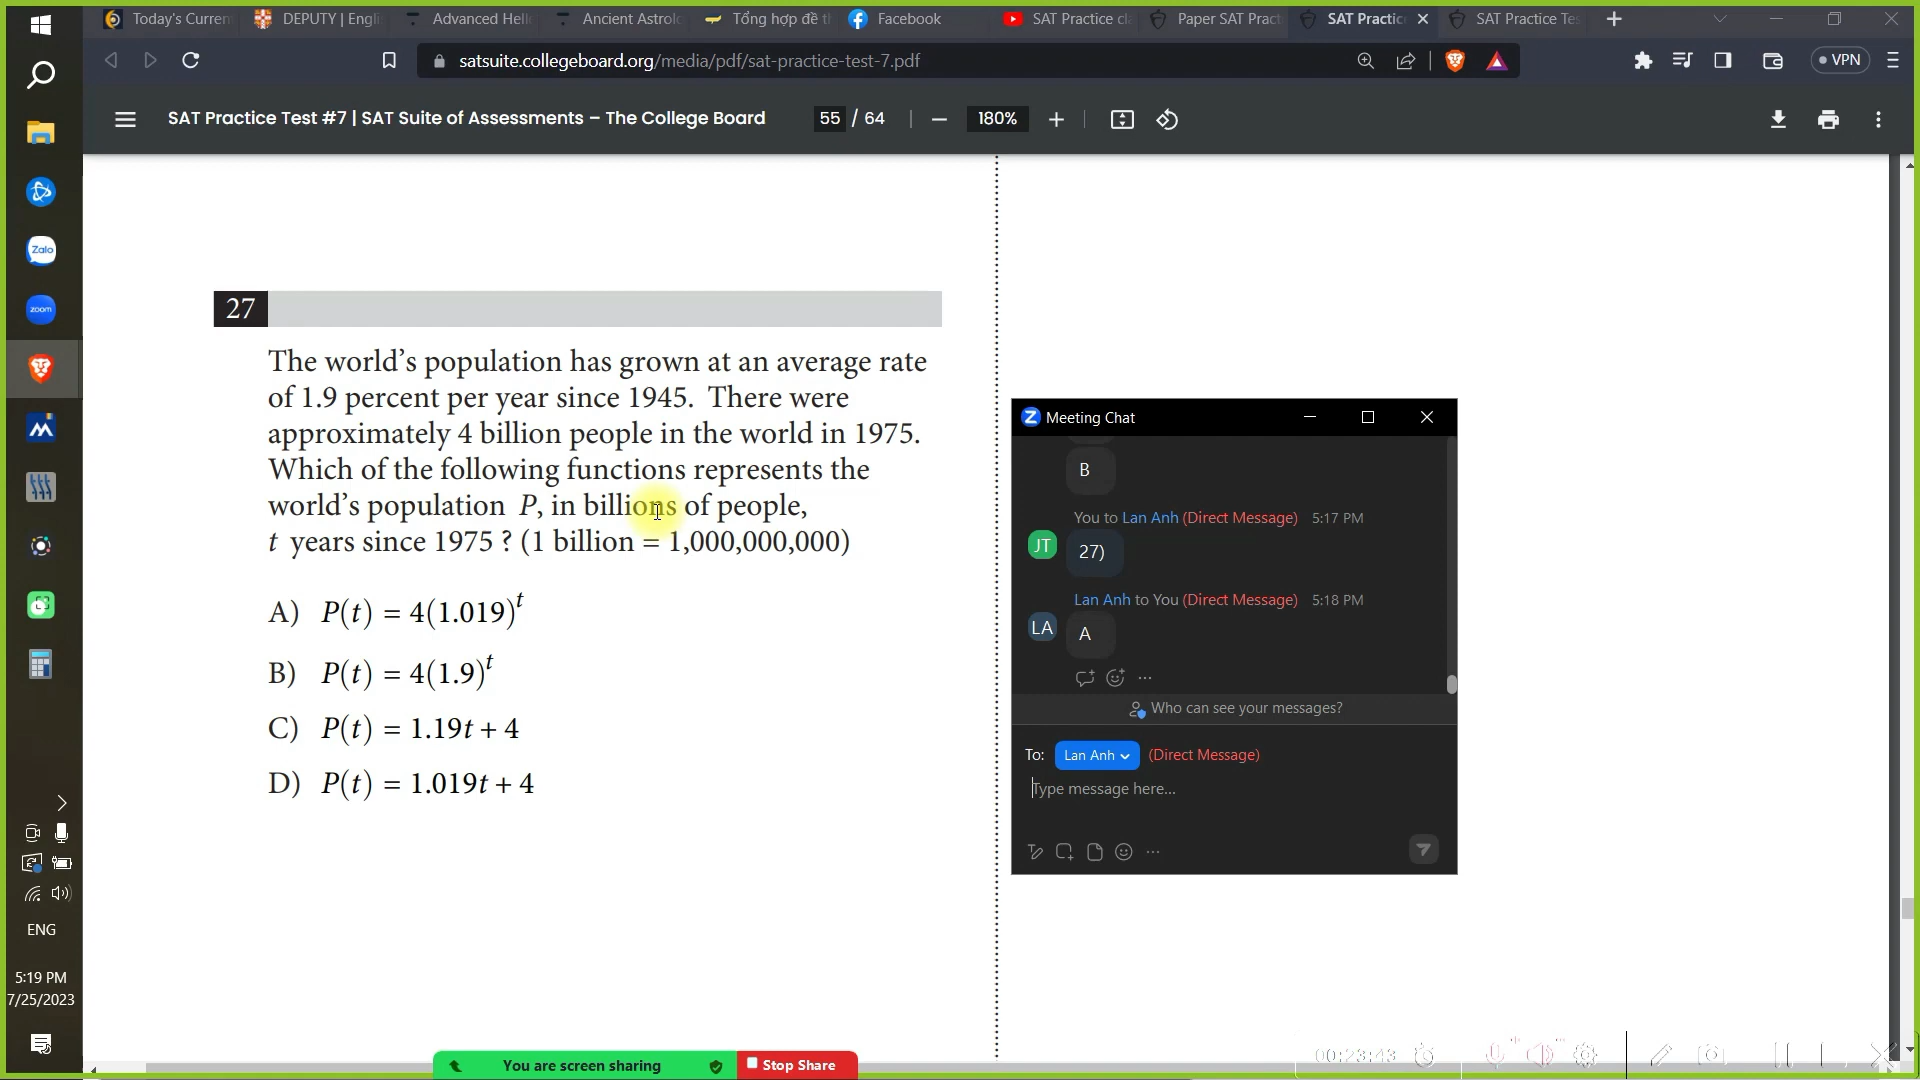 Today's Curren
DEPUTY | Engli
Advanced Hell
Ancient Astrolo
Tổng hợp đề th
Facebook
SAT Practice cl
Paper SAT Pract
SAT Practic
SAT Practice Tes
satsuite.collegeboard.org/media/pdf/sat-practice-test-7.pdf
VPN
SAT Practice Test #7 | SAT Suite of Assessments – The College Board
55 / 64
180%
Zalo
zoom
27
The world's population has grown at an average rate
of 1.9 percent per year since 1945. There were
approximately 4 billion people in the world in 1975.
Which of the following functions represents the
world's population P, in billions of people,
t years since 1975 ? (1 billion = 1,000,000,000)
A) P(t) = 4(1.019)^t
B) P(t) = 4(1.9)^t
C) P(t) = 1.19t + 4
D) P(t) = 1.019t + 4
Meeting Chat
B
You to Lan Anh (Direct Message) 5:17 PM
JT
27)
Lan Anh to You (Direct Message) 5:18 PM
LA
A
Who can see your messages?
To: Lan Anh (Direct Message)
Type message here...
ENG
5:19 PM
7/25/2023
You are screen sharing
Stop Share
00:23:43